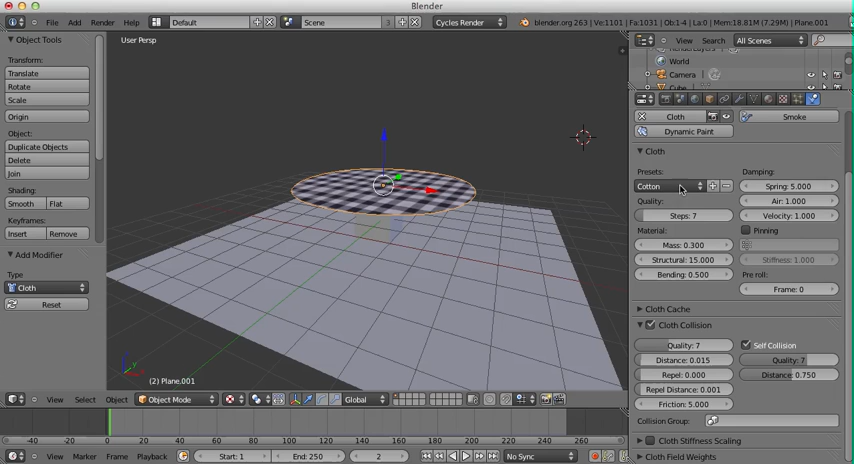 Blender
File Add Render Help Default Scene 3 Cycles Render blender.org 263 | Ve:1101 | Fa:1031 | Ob:1-4 | La:0 | Mem:18.81M (7.29M) | Plane.001
Object Tools
Transform:
Translate
Rotate
Scale
Origin
Object:
Duplicate Objects
Delete
Join
Shading:
Smooth Flat
Keyframes:
Insert Remove
Add Modifier
Type
Cloth
Reset
User Persp
(2) Plane.001
View Select Object Object Mode Global
-40 -20 0 20 40 60 80 100 120 140 160 180 200 220 240 260
View Marker Frame Playback Start: 1 End: 250 2 No Sync
View Search All Scenes
World
Camera
Cube
Cloth Smoke
Dynamic Paint
Cloth
Presets: Damping:
Cotton Spring: 5.000
Quality: Air: 1.000
Steps: 7 Velocity: 1.000
Material: Pinning
Mass: 0.300
Structural: 15.000 Stiffness: 1.000
Bending: 0.500 Pre roll:
Frame: 0
Cloth Cache
Cloth Collision
Quality: 7 Self Collision
Distance: 0.015 Quality: 7
Repel: 0.000 Distance: 0.750
Repel Distance: 0.001
Friction: 5.000
Collision Group:
Cloth Stiffness Scaling
Cloth Field Weights